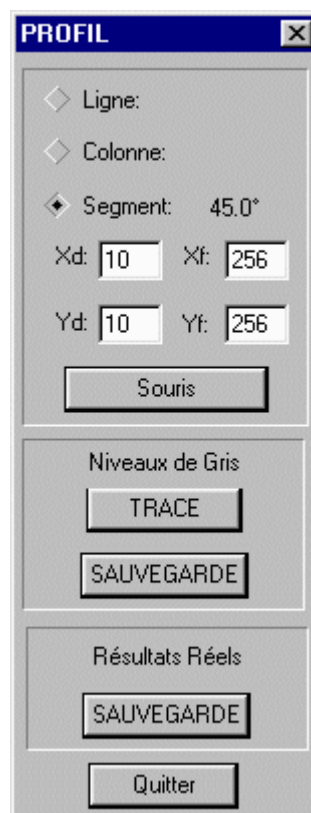 PROFIL
Ligne:
Colonne:
Segment: 45.0°
Xd: 10 Xf: 256
Yd: 10 Yf: 256
Souris
Niveaux de Gris
TRACE
SAUVEGARDE
Résultats Réels
SAUVEGARDE
Quitter